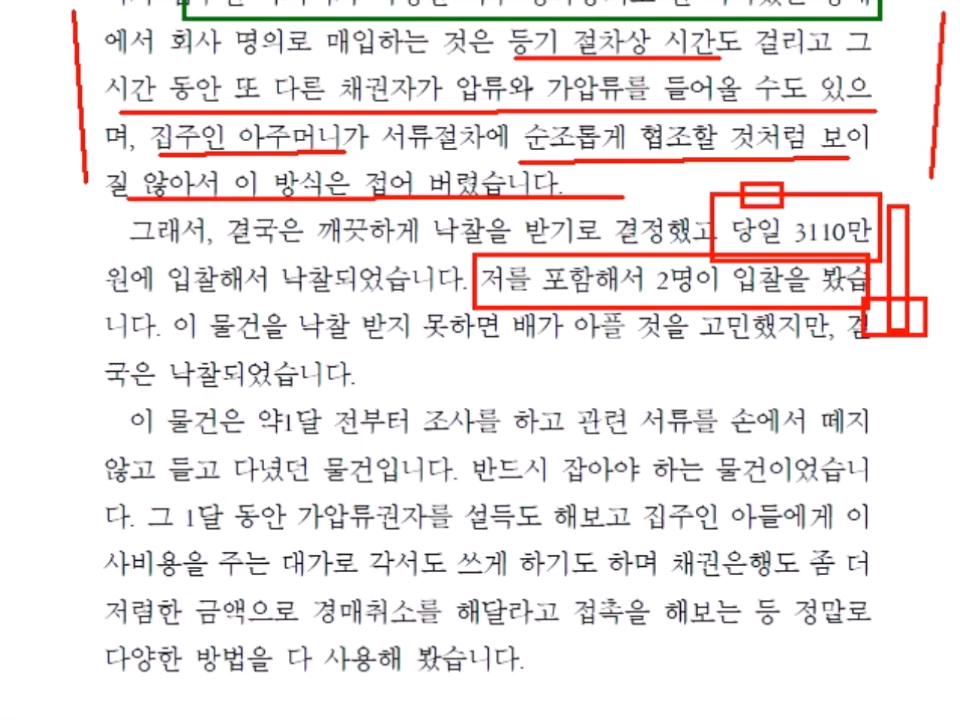 에서 회사 명의로 매입하는 것은 등기 절차상 시간도 걸리고 그
시간 동안 또 다른 채권자가 압류와 가압류를 들어올 수도 있으
며, 집주인 아주머니가 서류절차에 순조롭게 협조할 것처럼 보이
질 않아서 이 방식은 접어 버렸습니다.
그래서, 결국은 깨끗하게 낙찰을 받기로 결정했고 당일 3110만
원에 입찰해서 낙찰되었습니다. 저를 포함해서 2명이 입찰을 봤습
니다. 이 물건을 낙찰 받지 못하면 배가 아플 것을 고민했지만, 결
국은 낙찰되었습니다.
이 물건은 약1달 전부터 조사를 하고 관련 서류를 손에서 떼지
않고 들고 다녔던 물건입니다. 반드시 잡아야 하는 물건이었습니
다. 그 1달 동안 가압류권자를 설득도 해보고 집주인 아들에게 이
사비용을 주는 대가로 각서도 쓰게 하기도 하며 채권은행도 좀 더
저렴한 금액으로 경매취소를 해달라고 접촉을 해보는 등 정말로
다양한 방법을 다 사용해 봤습니다.